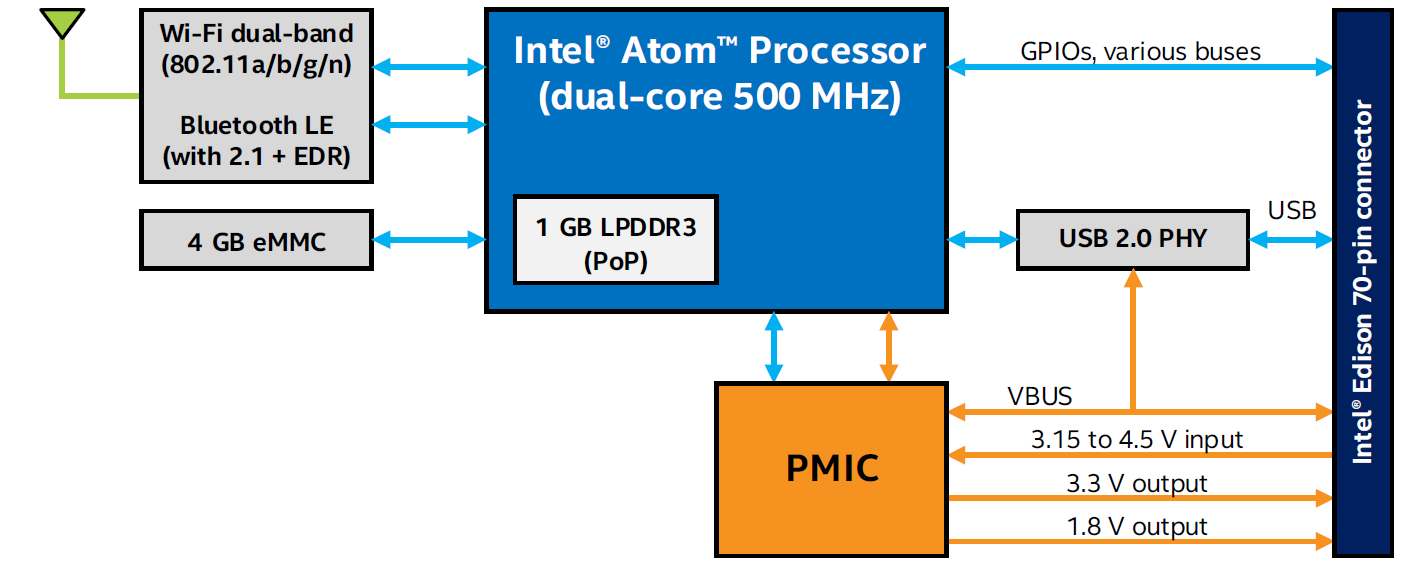 Wi-Fi dual-band
(802.11a/b/g/n)
Bluetooth LE
(with 2.1 + EDR)
4 GB eMMC
Intel® Atom™ Processor
(dual-core 500 MHz)
1 GB LPDDR3
(PoP)
GPIOs, various buses
USB 2.0 PHY
USB
PMIC
VBUS
3.15 to 4.5 V input
3.3 V output
1.8 V output
Intel® Edison 70-pin connector